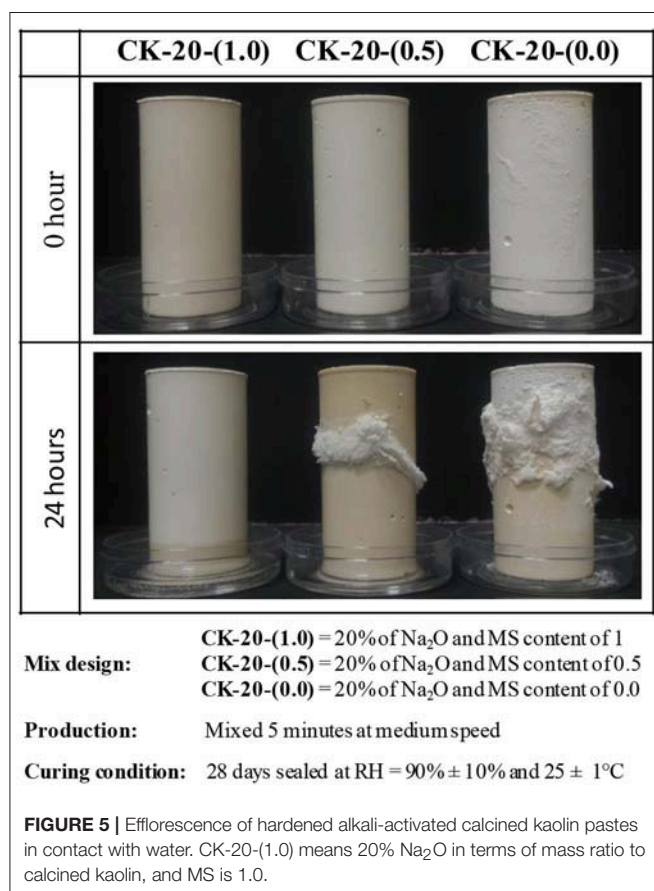 CK-20-(1.0) CK-20-(0.5) CK-20-(0.0)
0 hour
24 hours
Mix design: CK-20-(1.0) = 20% of Na₂O and MS content of 1
CK-20-(0.5) = 20% of Na₂O and MS content of 0.5
CK-20-(0.0) = 20% of Na₂O and MS content of 0.0
Production: Mixed 5 minutes at medium speed
Curing condition: 28 days sealed at RH = 90% ± 10% and 25 ± 1°C
FIGURE 5 | Efflorescence of hardened alkali-activated calcined kaolin pastes
in contact with water. CK-20-(1.0) means 20% Na₂O in terms of mass ratio to
calcined kaolin, and MS is 1.0.